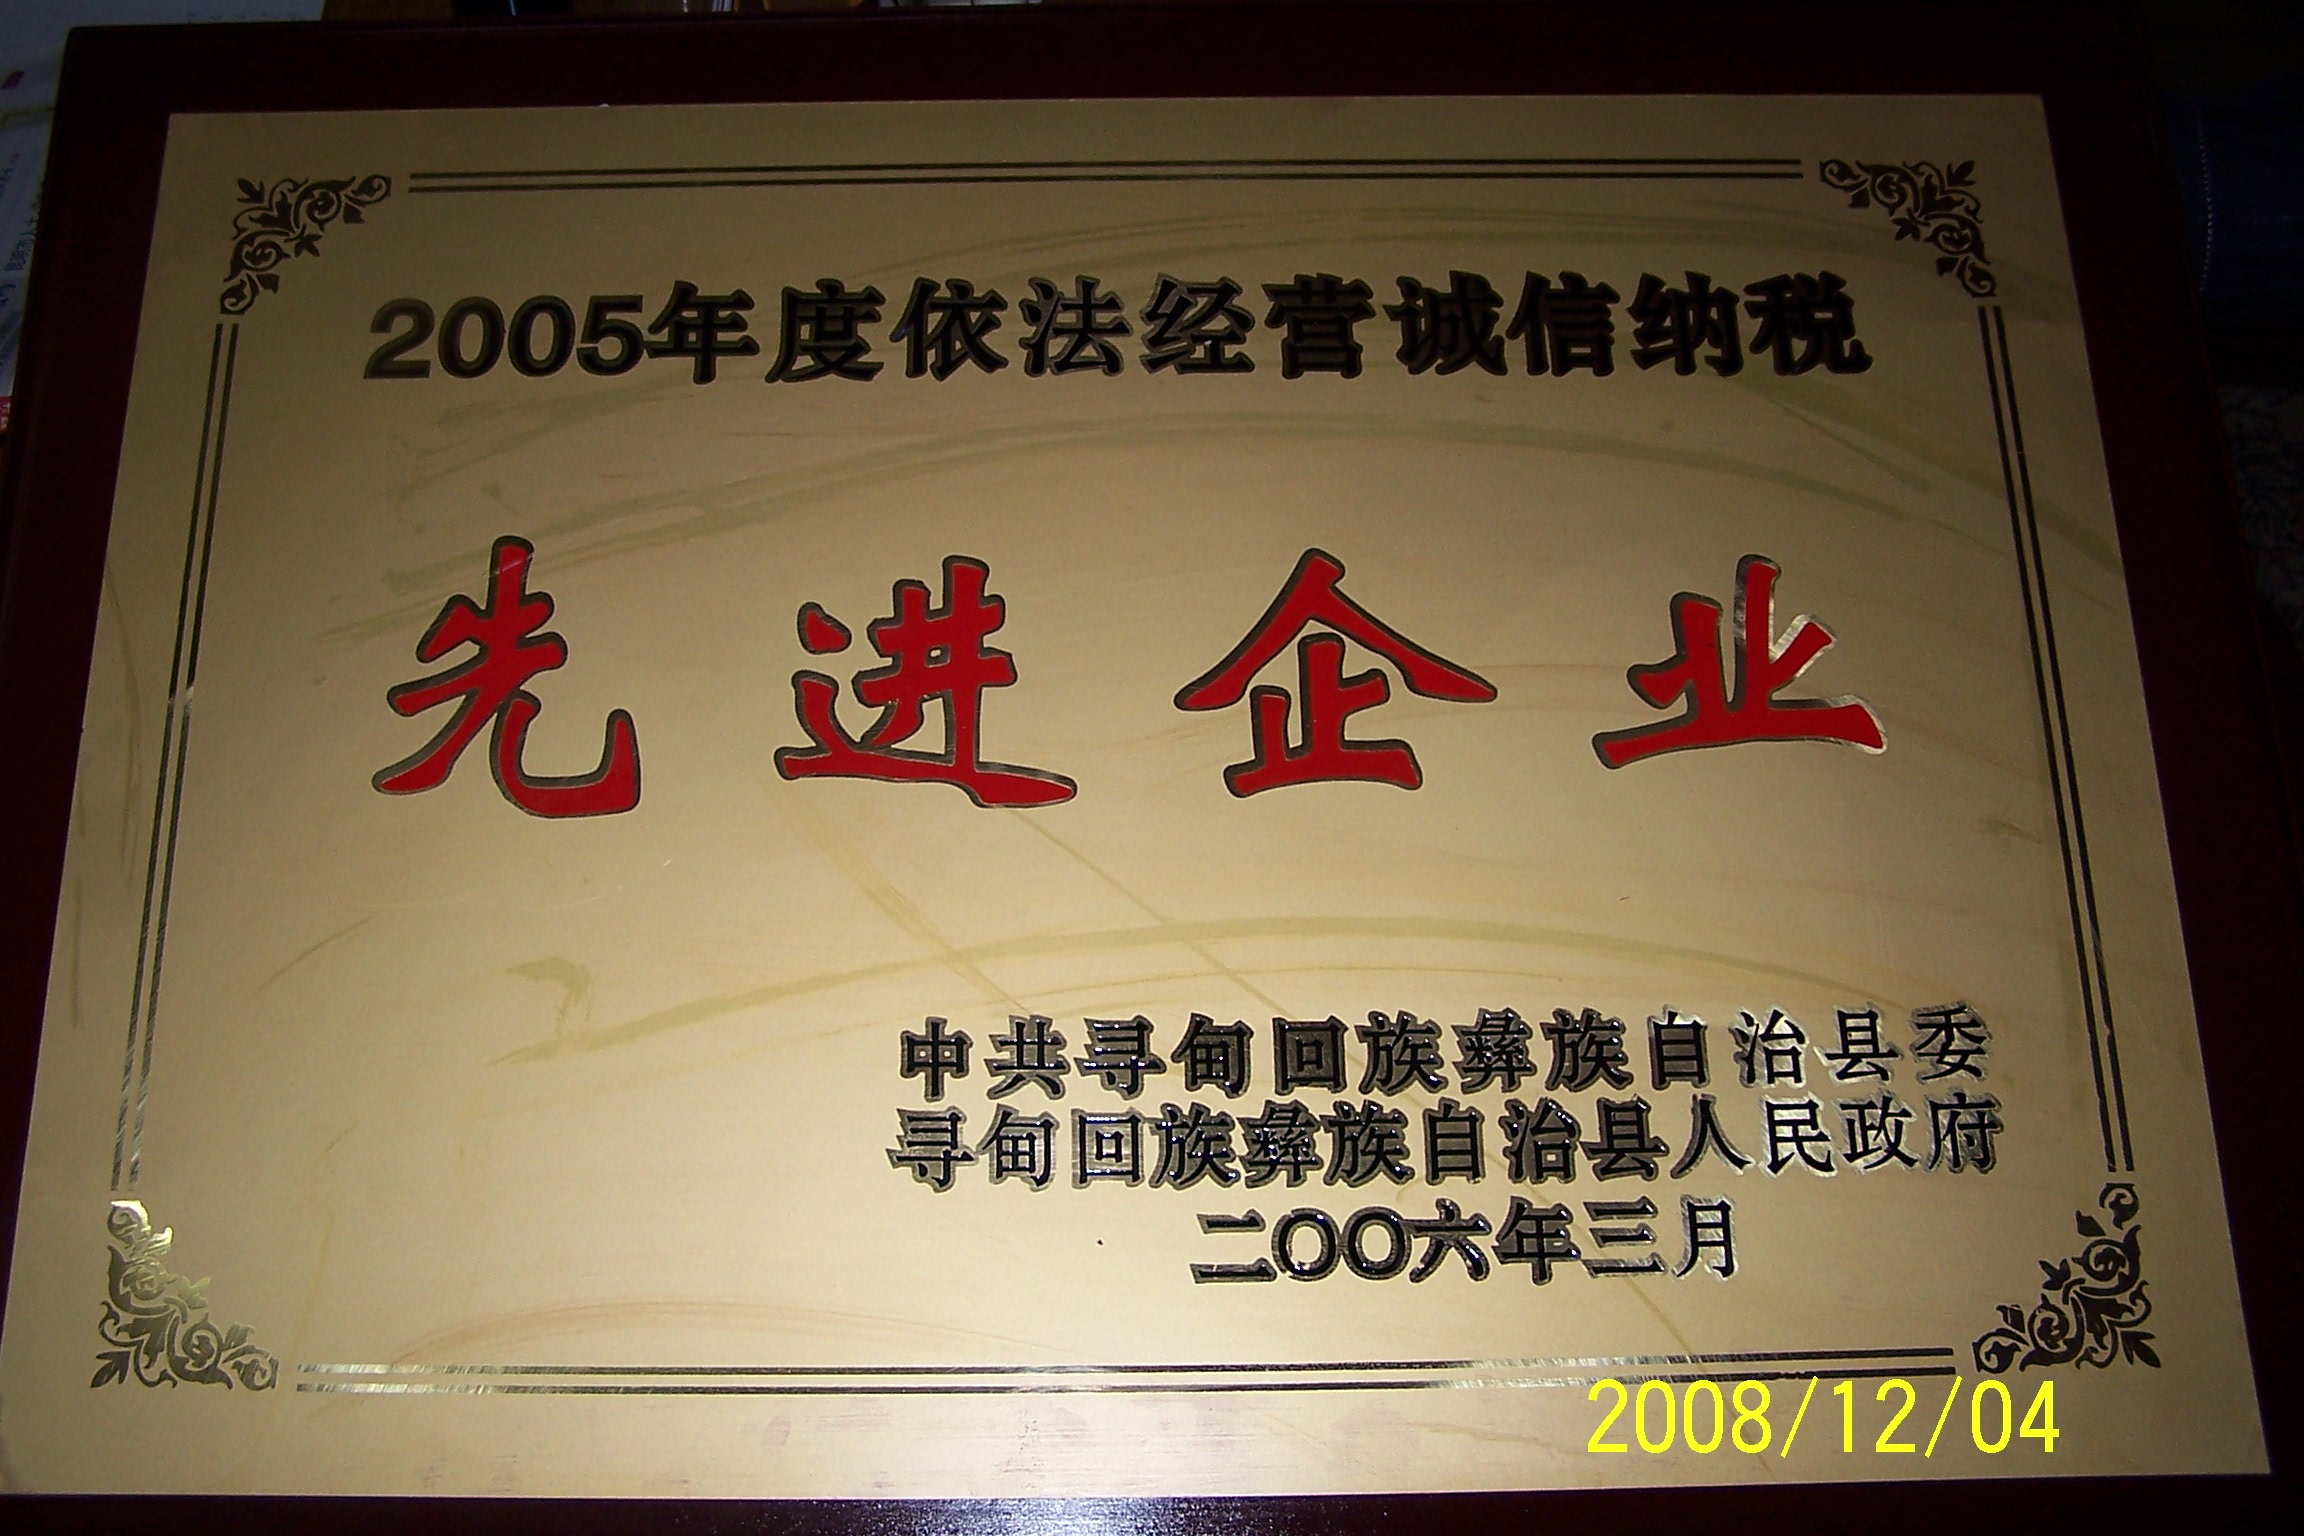 2005年度依法经营诚信纳税
先进企业
中共寻甸回族彝族自治县委
寻甸回族彝族自治县人民政府
二〇〇六年三月
2008/12/04